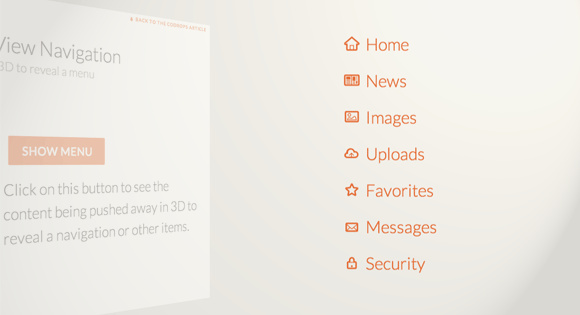 BACK TO THE CODROPS ARTICLE
View Navigation
3D to reveal a menu
SHOW MENU
Click on this button to see the
content being pushed away in 3D to
reveal a navigation or other items.
Home
News
Images
Uploads
Favorites
Messages
Security